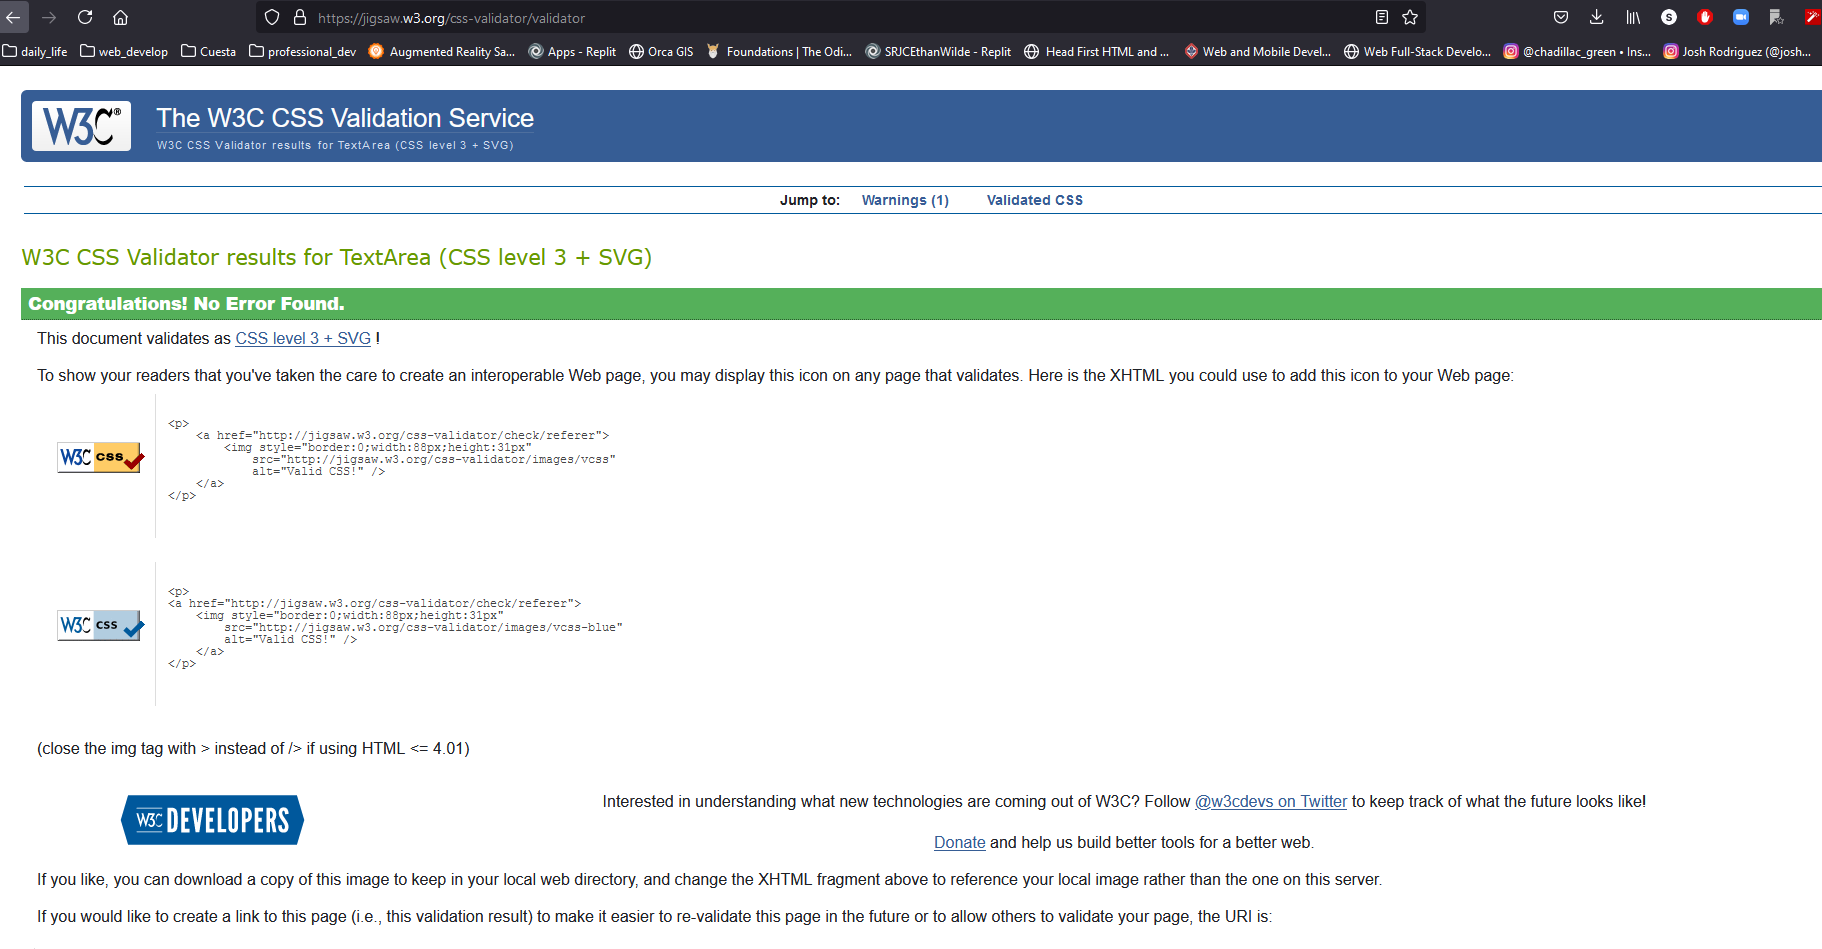 https://jigsaw.w3.org/css-validator/validator
daily_life web_develop Cuesta professional_dev Augmented Reality Sa... Apps - Replit Orca GIS Foundations | The Odi... SRJCEthanWilde - Replit Head First HTML and ... Web and Mobile Devel... Web Full-Stack Develo... @chadillac_green • Ins... Josh Rodriguez (@josh...
W3C®
The W3C CSS Validation Service
W3C CSS Validator results for TextArea (CSS level 3 + SVG)
Jump to: Warnings (1) Validated CSS
W3C CSS Validator results for TextArea (CSS level 3 + SVG)
Congratulations! No Error Found.
This document validates as CSS level 3 + SVG !
To show your readers that you've taken the care to create an interoperable Web page, you may display this icon on any page that validates. Here is the XHTML you could use to add this icon to your Web page:
W3C css
<p>
<a href="http://jigsaw.w3.org/css-validator/check/referer">
<img style="border:0;width:88px;height:31px"
src="http://jigsaw.w3.org/css-validator/images/vcss"
alt="Valid CSS!" />
</a>
</p>
W3C css
<p>
<a href="http://jigsaw.w3.org/css-validator/check/referer">
<img style="border:0;width:88px;height:31px"
src="http://jigsaw.w3.org/css-validator/images/vcss-blue"
alt="Valid CSS!" />
</a>
</p>
(close the img tag with > instead of /> if using HTML <= 4.01)
W3C DEVELOPERS
Interested in understanding what new technologies are coming out of W3C? Follow @w3cdevs on Twitter to keep track of what the future looks like!
Donate and help us build better tools for a better web.
If you like, you can download a copy of this image to keep in your local web directory, and change the XHTML fragment above to reference your local image rather than the one on this server.
If you would like to create a link to this page (i.e., this validation result) to make it easier to re-validate this page in the future or to allow others to validate your page, the URI is: